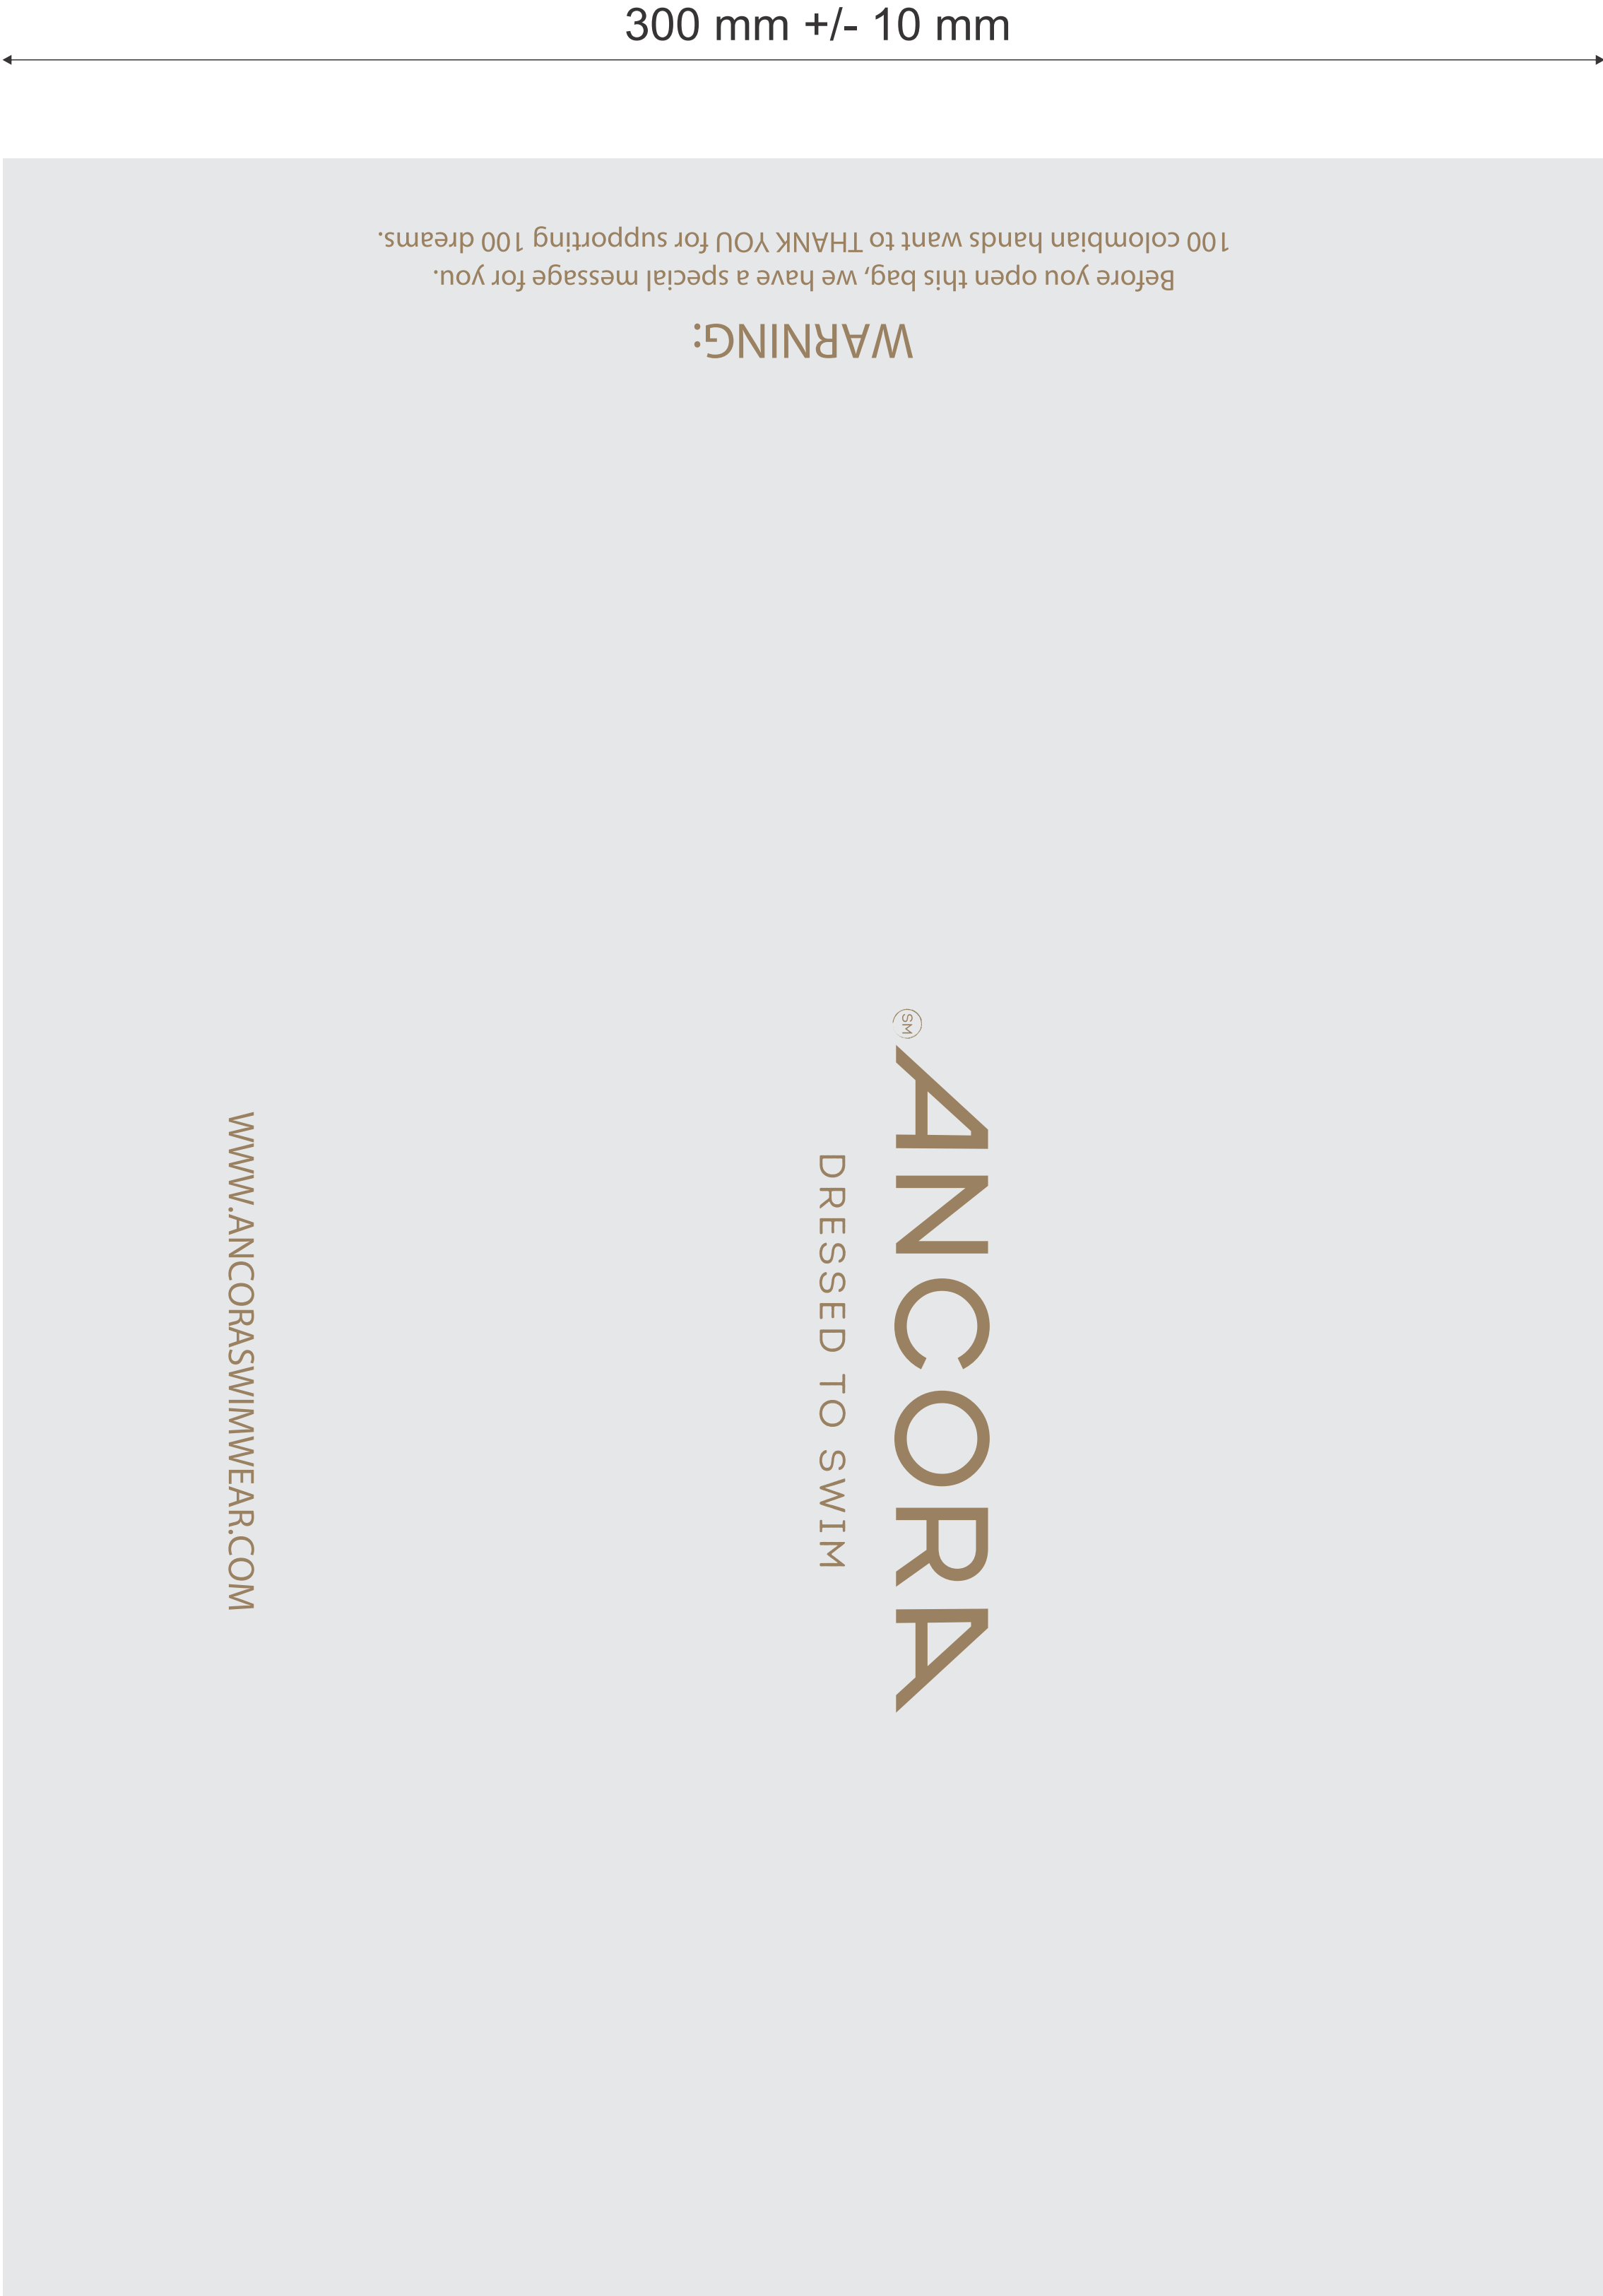 300 mm +/- 10 mm
WARNING:
Before you open this bag, we have a special message for you.
100 colombian hands want to THANK YOU for supporting 100 dreams.
ANCORA SM
DRESSED TO SWIM
WWW.ANCORASWIMWEAR.COM